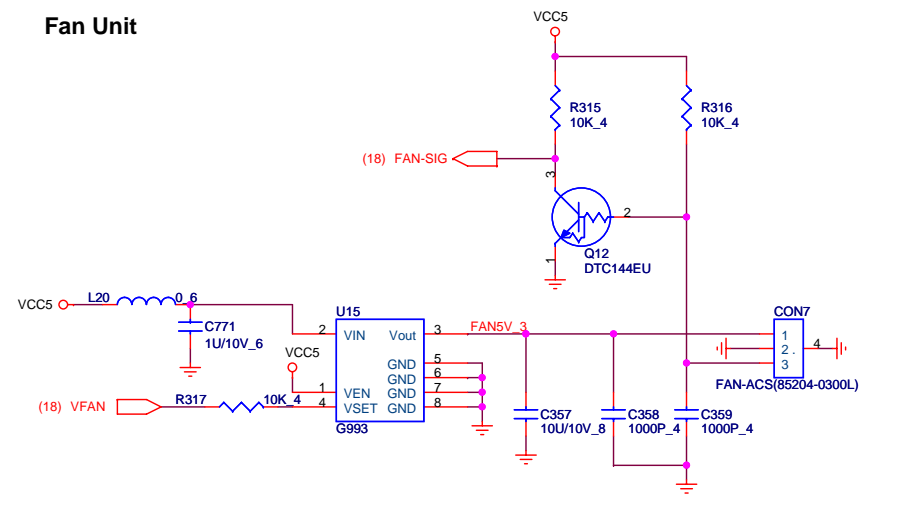 Fan Unit
VCC5
R315
10K_4
R316
10K_4
(18) FAN-SIG
3
2
1
Q12
DTC144EU
VCC5
L20
0_6
C771
1U/10V_6
VCC5
U15
2 VIN
Vout 3
GND 5
GND 6
1 VEN
GND 7
4 VSET
GND 8
G993
(18) VFAN
R317
10K_4
FAN5V_3
CON7
1
2 .
3
4
FAN-ACS(85204-0300L)
C357
10U/10V_8
C358
1000P_4
C359
1000P_4